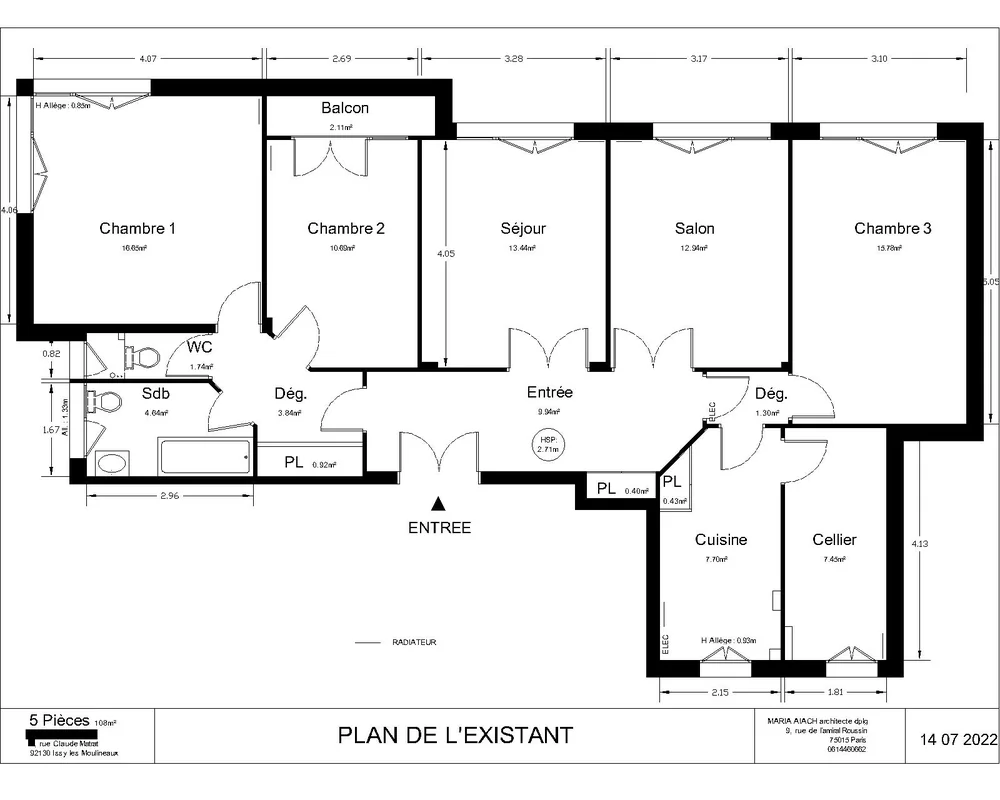 4.07
2.69
3.28
3.17
3.10
H Allège : 0.85m
Balcon
2.11m²
4.06
Chambre 1
16.65m²
Chambre 2
10.69m²
Séjour
13.44m²
Salon
12.94m²
Chambre 3
15.78m²
4.05
5.05
WC
1.74m²
0.82
Sdb
4.64m²
All. : 1.33m
1.67
Dég.
3.84m²
Entrée
9.94m²
HSP:
2.71m
ELEC
Dég.
1.30m²
PL 0.92m²
PL 0.40m²
PL
0.43m²
2.96
ENTREE
Cuisine
7.70m²
Cellier
7.45m²
4.13
RADIATEUR
ELEC
H Allège : 0.93m
2.15
1.81
5 Pièces 108m²
rue Claude Matrat
92130 Issy les Moulineaux
PLAN DE L'EXISTANT
MARIA AIACH architecte dplg
9, rue de l'amiral Roussin
75015 Paris
0614460662
14 07 2022